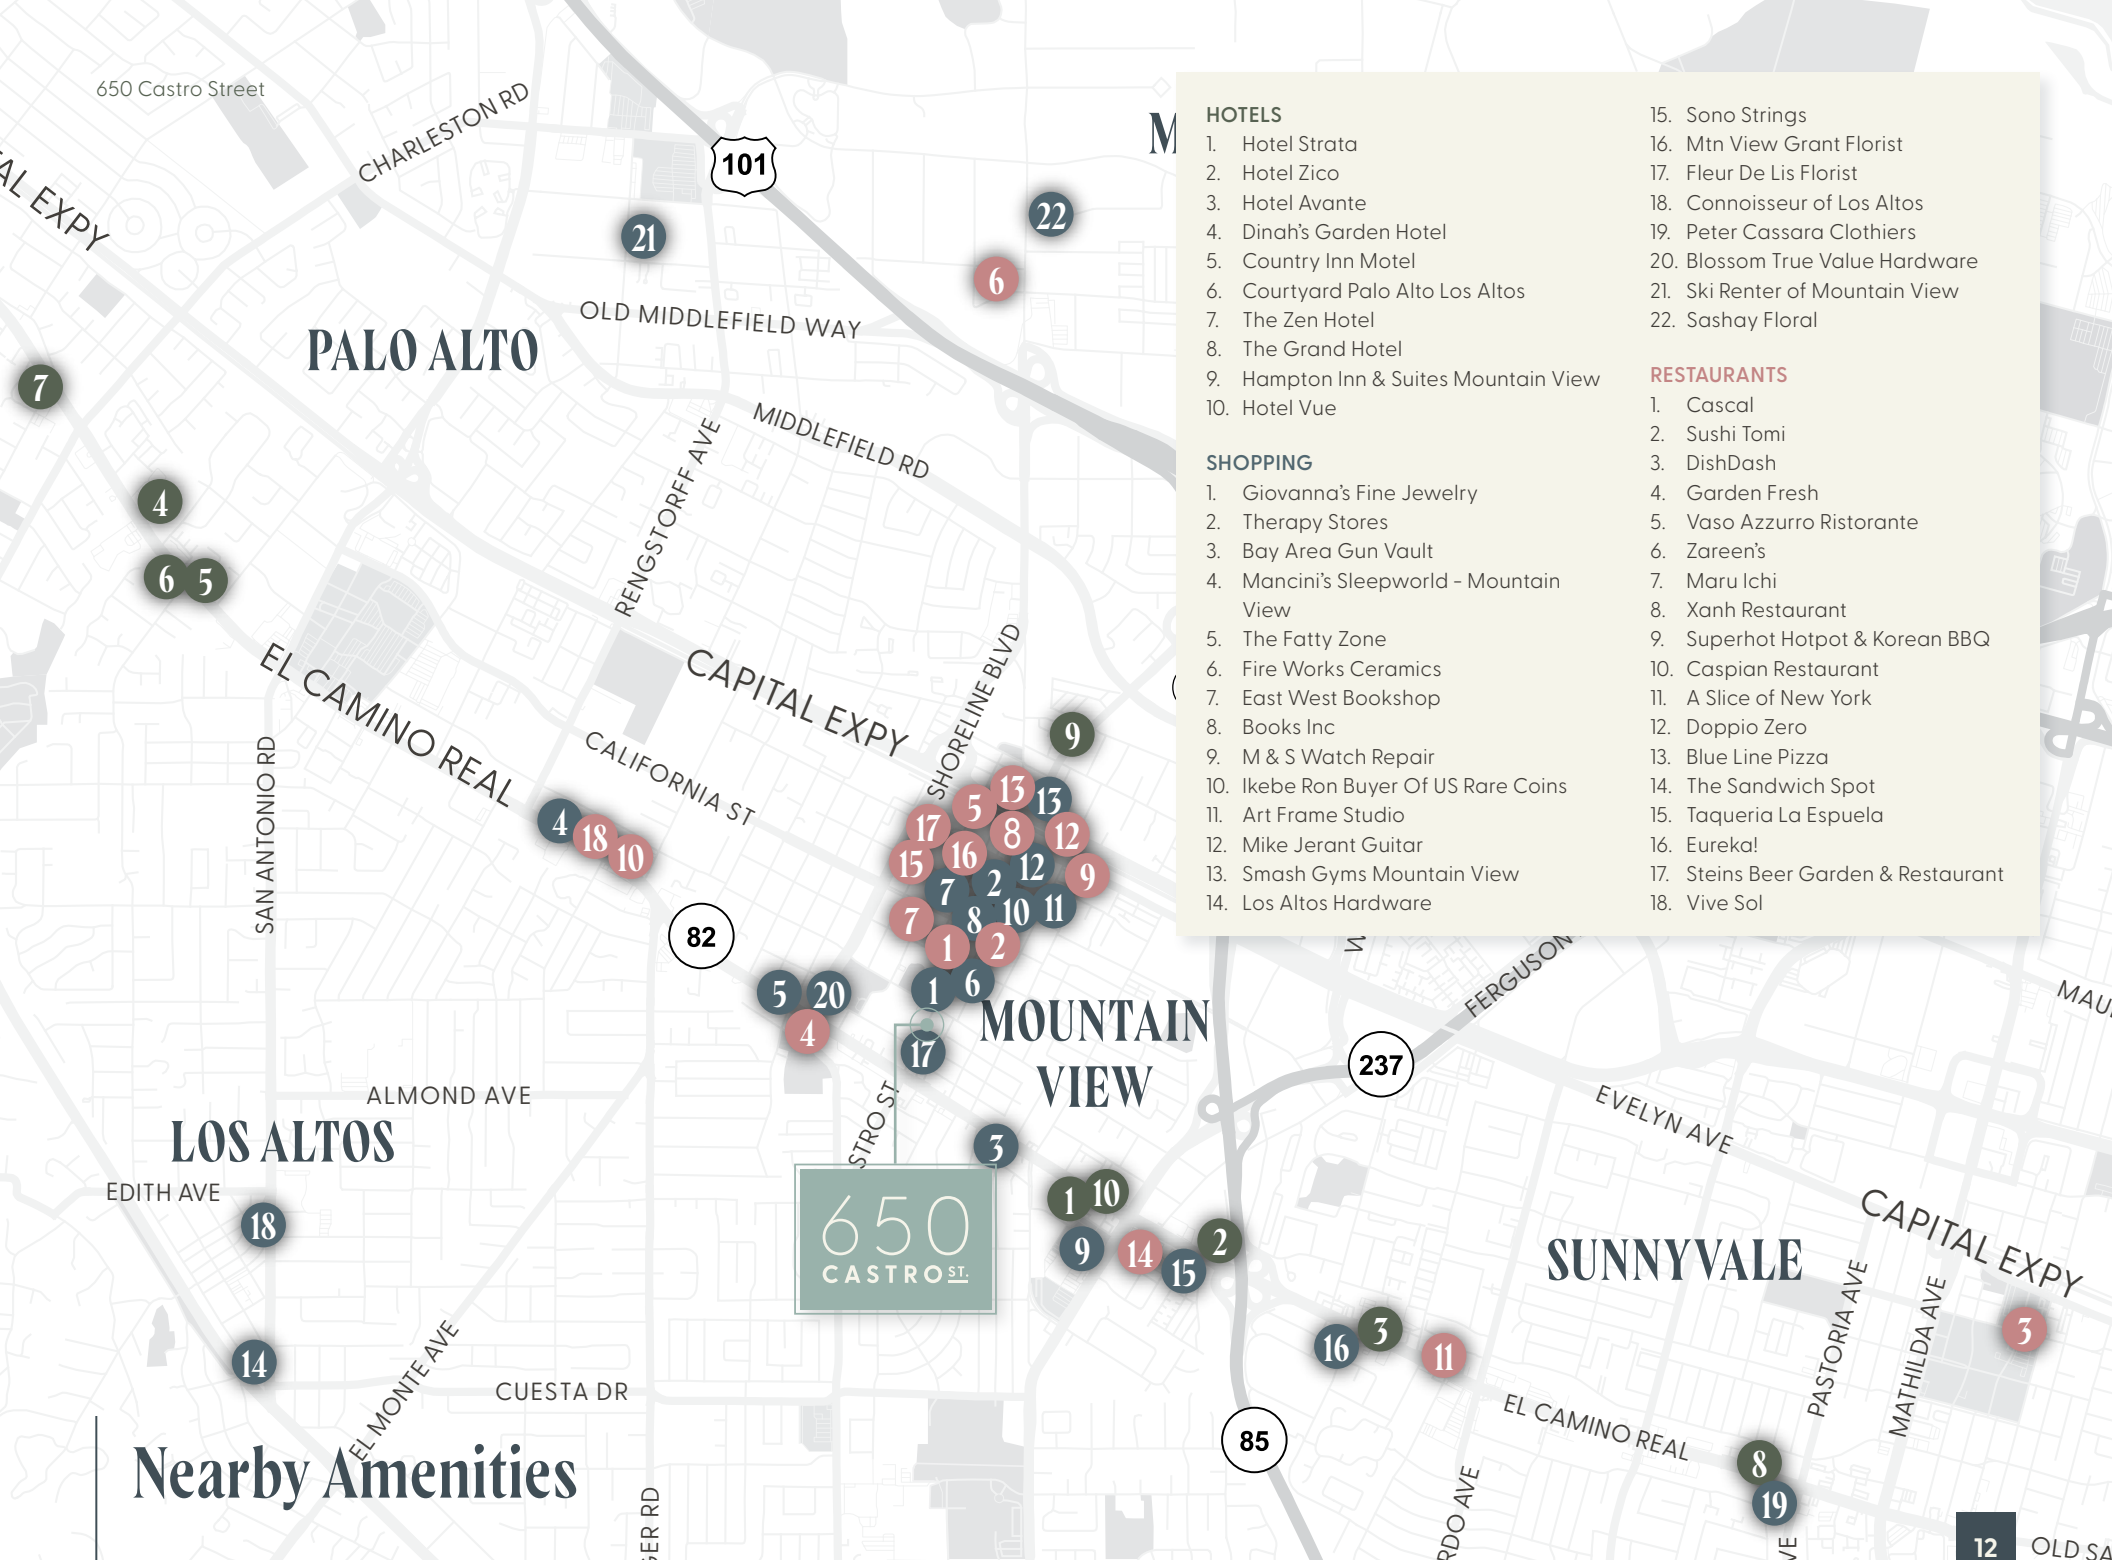 650 Castro Street
CHARLESTON RD
TAL EXPY
101
21
22
6
OLD MIDDLEFIELD WAY
PALO ALTO
7
MIDDLEFIELD RD
RENGSTORFF AVE
4
6
5
EL CAMINO REAL
CAPITAL EXPY
SHORELINE BLVD
CALIFORNIA ST
SAN ANTONIO RD
9
4
18
10
13
13
5
17
8
12
16
15
12
9
2
7
10
11
8
7
1
2
82
5
20
4
1
6
17
MOUNTAIN
VIEW
STRO ST
ALMOND AVE
LOS ALTOS
EDITH AVE
18
14
3
650
CASTRO ST.
1
10
9
14
15
2
237
FERGUSON
MAU
EVELYN AVE
CAPITAL EXPY
SUNNYVALE
PASTORIA AVE
MATHILDA AVE
3
16
3
11
EL CAMINO REAL
85
8
19
EL MONTE AVE
CUESTA DR
GER RD
RDO AVE
VE
OLD SA
Nearby Amenities
12
M
HOTELS
1. Hotel Strata
2. Hotel Zico
3. Hotel Avante
4. Dinah's Garden Hotel
5. Country Inn Motel
6. Courtyard Palo Alto Los Altos
7. The Zen Hotel
8. The Grand Hotel
9. Hampton Inn & Suites Mountain View
10. Hotel Vue
SHOPPING
1. Giovanna's Fine Jewelry
2. Therapy Stores
3. Bay Area Gun Vault
4. Mancini's Sleepworld - Mountain
View
5. The Fatty Zone
6. Fire Works Ceramics
7. East West Bookshop
8. Books Inc
9. M & S Watch Repair
10. Ikebe Ron Buyer Of US Rare Coins
11. Art Frame Studio
12. Mike Jerant Guitar
13. Smash Gyms Mountain View
14. Los Altos Hardware
15. Sono Strings
16. Mtn View Grant Florist
17. Fleur De Lis Florist
18. Connoisseur of Los Altos
19. Peter Cassara Clothiers
20. Blossom True Value Hardware
21. Ski Renter of Mountain View
22. Sashay Floral
RESTAURANTS
1. Cascal
2. Sushi Tomi
3. DishDash
4. Garden Fresh
5. Vaso Azzurro Ristorante
6. Zareen's
7. Maru Ichi
8. Xanh Restaurant
9. Superhot Hotpot & Korean BBQ
10. Caspian Restaurant
11. A Slice of New York
12. Doppio Zero
13. Blue Line Pizza
14. The Sandwich Spot
15. Taqueria La Espuela
16. Eureka!
17. Steins Beer Garden & Restaurant
18. Vive Sol